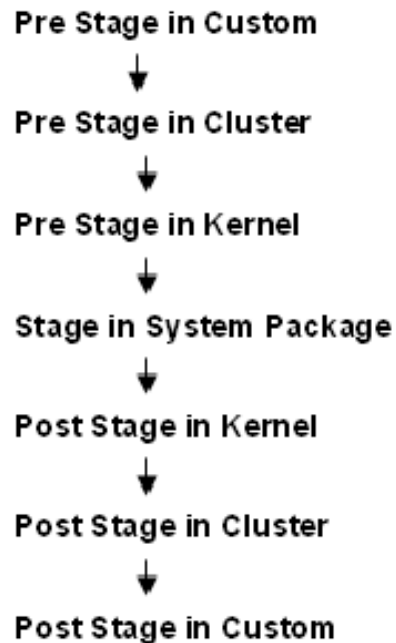 Pre Stage in Custom
Pre Stage in Cluster
Pre Stage in Kernel
Stage in System Package
Post Stage in Kernel
Post Stage in Cluster
Post Stage in Custom